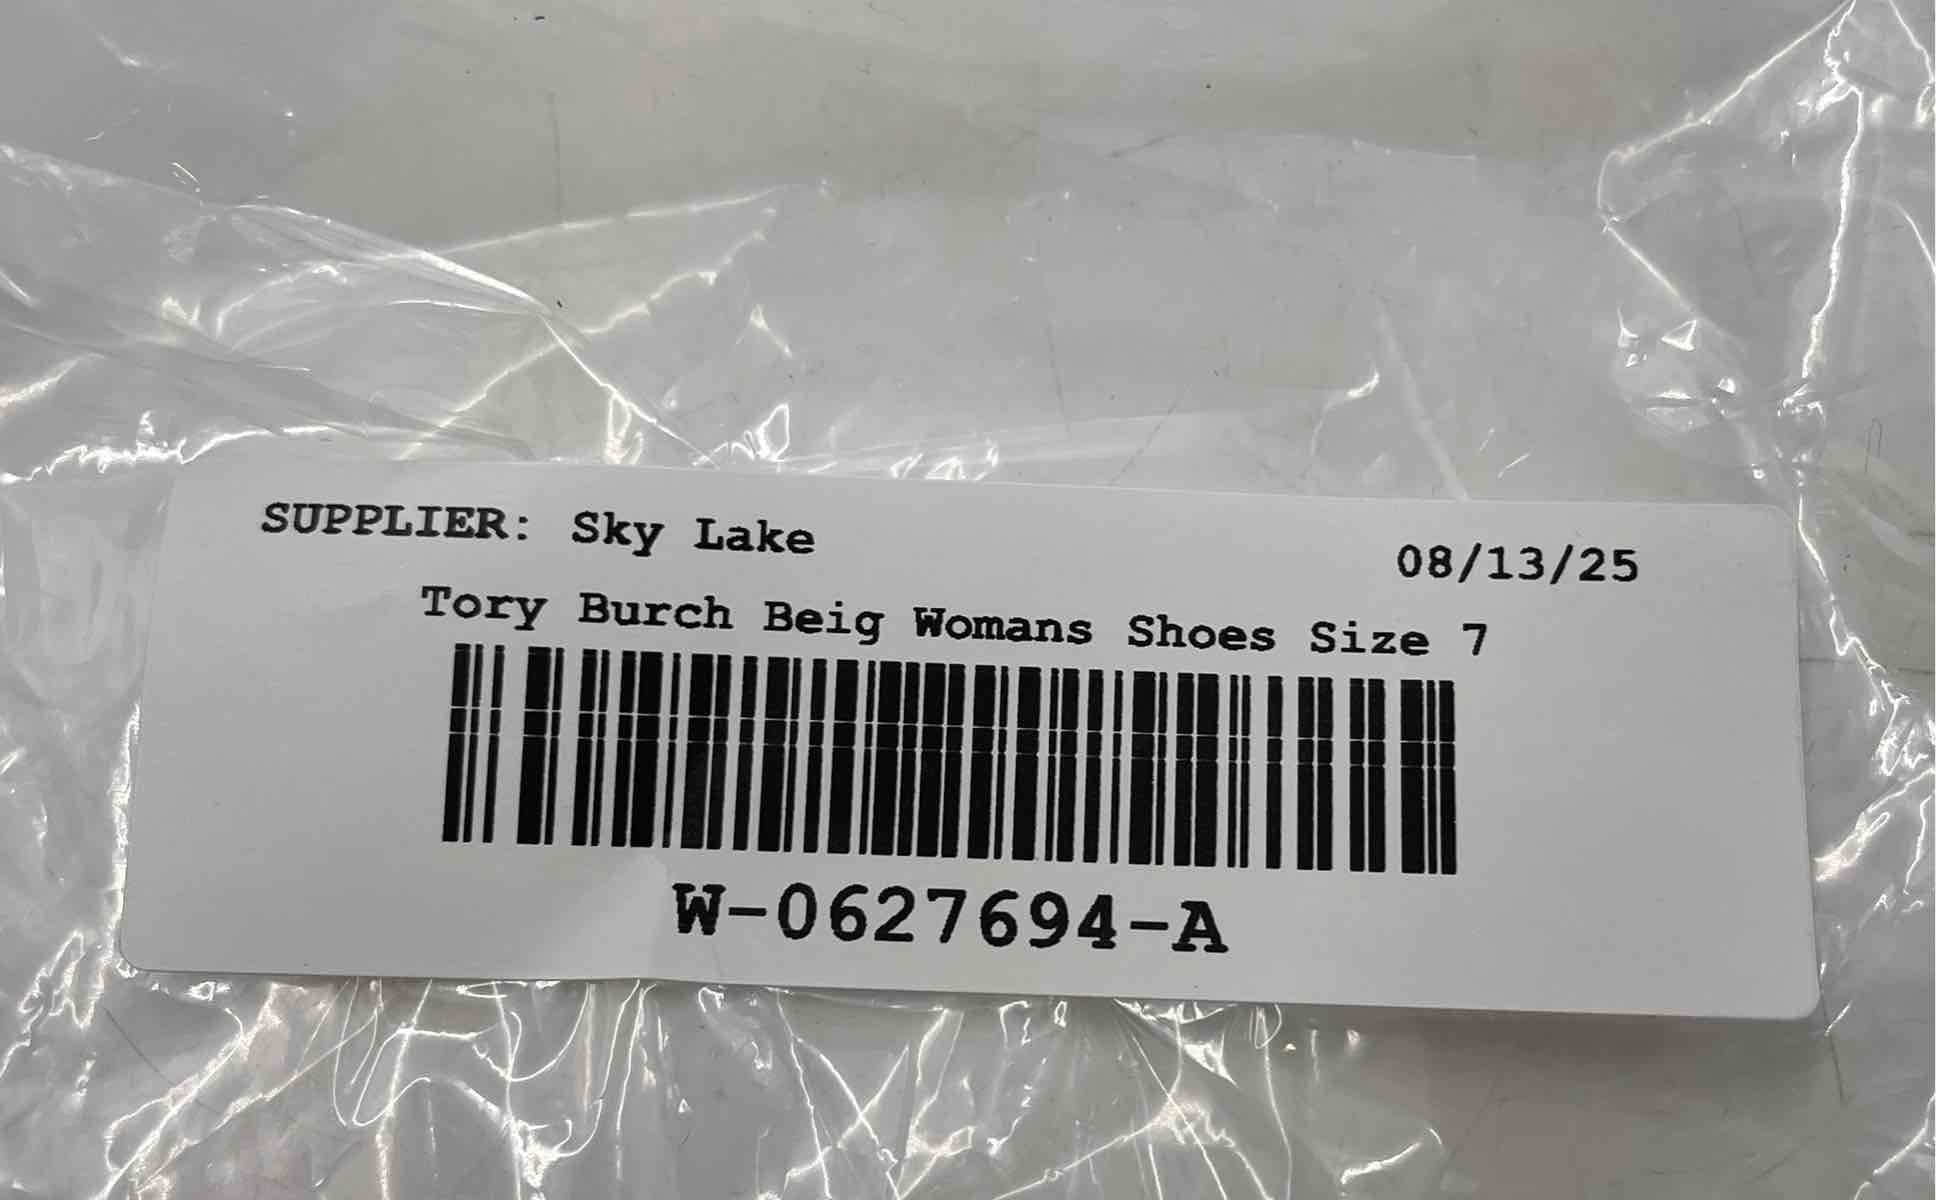 SUPPLIER: Sky Lake
08/13/25
Tory Burch Beig Womans Shoes Size 7
W-0627694-A